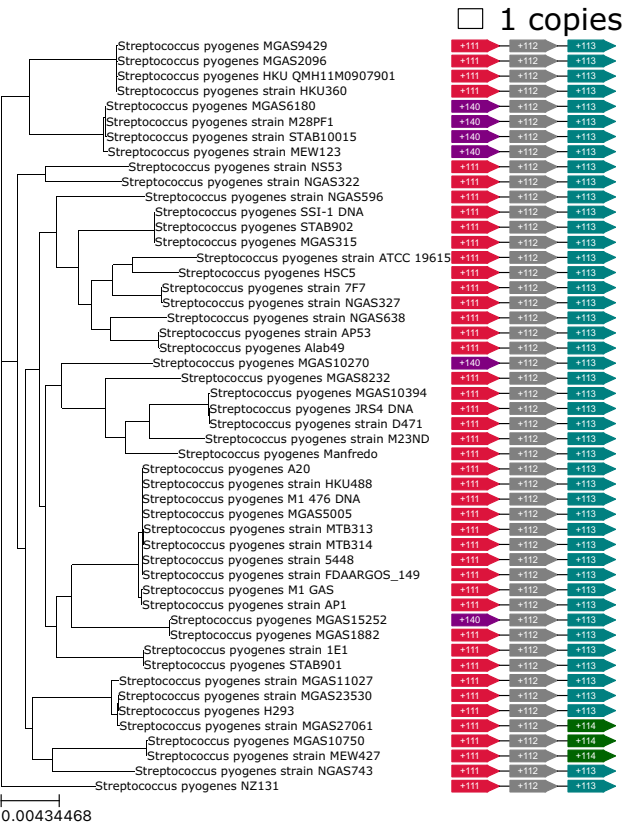 1 copies
Streptococcus pyogenes MGAS9429 +111 +112 +113
Streptococcus pyogenes MGAS2096 +111 +112 +113
Streptococcus pyogenes HKU QMH11M0907901 +111 +112 +113
Streptococcus pyogenes strain HKU360 +111 +112 +113
Streptococcus pyogenes MGAS6180 +140 +112 +113
Streptococcus pyogenes strain M28PF1 +140 +112 +113
Streptococcus pyogenes strain STAB10015 +140 +112 +113
Streptococcus pyogenes strain MEW123 +140 +112 +113
Streptococcus pyogenes strain NS53 +111 +112 +113
Streptococcus pyogenes strain NGAS322 +111 +112 +113
Streptococcus pyogenes strain NGAS596 +111 +112 +113
Streptococcus pyogenes SSI-1 DNA +111 +112 +113
Streptococcus pyogenes STAB902 +111 +112 +113
Streptococcus pyogenes MGAS315 +111 +112 +113
Streptococcus pyogenes strain ATCC 19615 +111 +112 +113
Streptococcus pyogenes HSC5 +111 +112 +113
Streptococcus pyogenes strain 7F7 +111 +112 +113
Streptococcus pyogenes strain NGAS327 +111 +112 +113
Streptococcus pyogenes strain NGAS638 +111 +112 +113
Streptococcus pyogenes strain AP53 +111 +112 +113
Streptococcus pyogenes Alab49 +111 +112 +113
Streptococcus pyogenes MGAS10270 +140 +112 +113
Streptococcus pyogenes MGAS8232 +111 +112 +113
Streptococcus pyogenes MGAS10394 +111 +112 +113
Streptococcus pyogenes JRS4 DNA +111 +112 +113
Streptococcus pyogenes strain D471 +111 +112 +113
Streptococcus pyogenes strain M23ND +111 +112 +113
Streptococcus pyogenes Manfredo +111 +112 +113
Streptococcus pyogenes A20 +111 +112 +113
Streptococcus pyogenes strain HKU488 +111 +112 +113
Streptococcus pyogenes M1 476 DNA +111 +112 +113
Streptococcus pyogenes MGAS5005 +111 +112 +113
Streptococcus pyogenes strain MTB313 +111 +112 +113
Streptococcus pyogenes strain MTB314 +111 +112 +113
Streptococcus pyogenes strain 5448 +111 +112 +113
Streptococcus pyogenes strain FDAARGOS_149 +111 +112 +113
Streptococcus pyogenes M1 GAS +111 +112 +113
Streptococcus pyogenes strain AP1 +111 +112 +113
Streptococcus pyogenes MGAS15252 +140 +112 +113
Streptococcus pyogenes MGAS1882 +111 +112 +113
Streptococcus pyogenes strain 1E1 +111 +112 +113
Streptococcus pyogenes STAB901 +111 +112 +113
Streptococcus pyogenes strain MGAS11027 +111 +112 +113
Streptococcus pyogenes strain MGAS23530 +111 +112 +113
Streptococcus pyogenes H293 +111 +112 +113
Streptococcus pyogenes strain MGAS27061 +111 +112 +114
Streptococcus pyogenes MGAS10750 +111 +112 +114
Streptococcus pyogenes strain MEW427 +111 +112 +114
Streptococcus pyogenes strain NGAS743 +111 +112 +113
Streptococcus pyogenes NZ131 +111 +112 +113
0.00434468